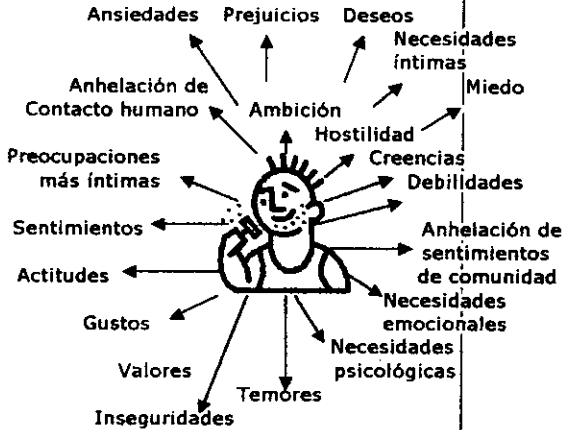 Ansiedades Prejuicios Deseos
Necesidades
íntimas
Miedo
Anhelación de
Contacto humano
Ambición
Hostilidad
Creencias
Preocupaciones
más íntimas
Debilidades
Sentimientos
Anhelación de
sentimientos
de comunidad
Actitudes
Necesidades
emocionales
Gustos
Necesidades
psicológicas
Valores
Temores
Inseguridades